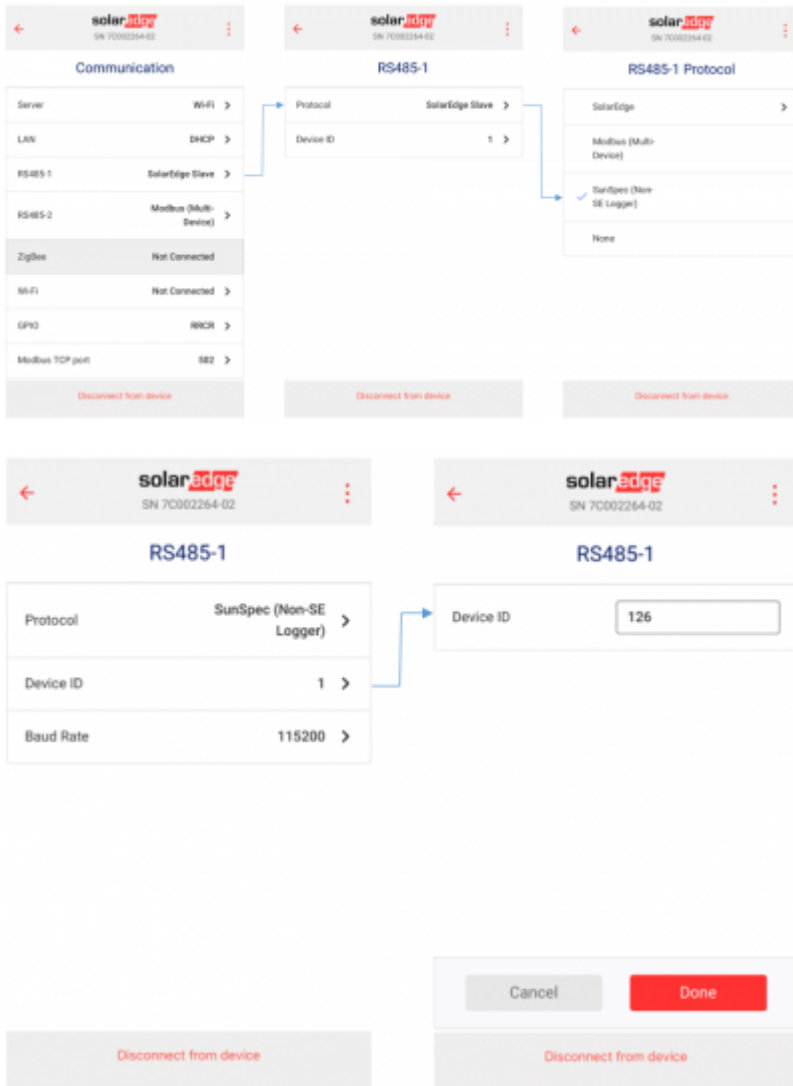 solaredge
SN 7C002264-02
Communication
Server Wi-Fi
LAN DHCP
RS485-1 SolarEdge Slave
RS485-2 Modbus (Multi-
Device)
ZigBee Not Connected
Wi-Fi Not Connected
GPIO RRCR
Modbus TCP port 502
Disconnect from device
solaredge
SN 7C002264-02
RS485-1
Protocol SolarEdge Slave
Device ID 1
Disconnect from device
solaredge
SN 7C002264-02
RS485-1 Protocol
SolarEdge
Modbus (Multi-
Device)
SunSpec (Non-
SE Logger)
None
Disconnect from device
solaredge
SN 7C002264-02
RS485-1
Protocol SunSpec (Non-SE
Logger)
Device ID 1
Baud Rate 115200
Disconnect from device
solaredge
SN 7C002264-02
RS485-1
Device ID 126
Cancel Done
Disconnect from device